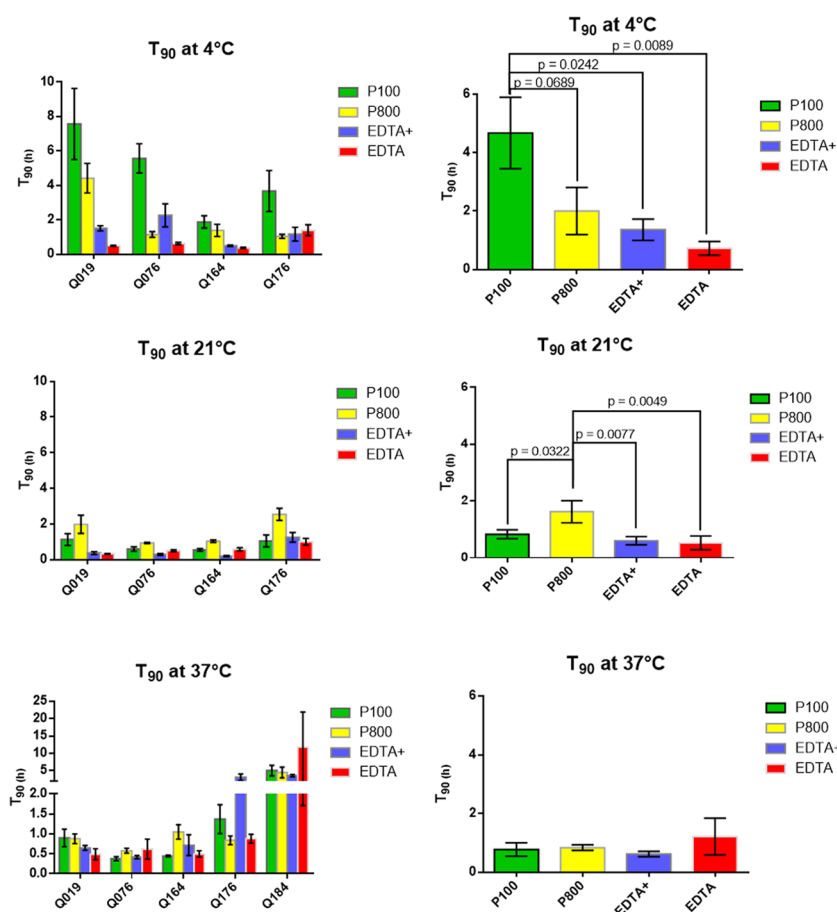 T90 at 4°C
10
8
6
4
2
0
T90 (h)
Q019
Q076
Q164
Q176
P100
P800
EDTA+
EDTA
T90 at 4°C
p = 0.0089
p = 0.0242
p = 0.0689
6
4
2
0
T90 (h)
P100
P800
EDTA+
EDTA
P100
P800
EDTA+
EDTA
T90 at 21°C
10
8
6
4
2
0
T90 (h)
Q019
Q076
Q164
Q176
P100
P800
EDTA+
EDTA
T90 at 21°C
p = 0.0049
p = 0.0077
p = 0.0322
6
4
2
0
T90 (h)
P100
P800
EDTA+
EDTA
P100
P800
EDTA+
EDTA
T90 at 37°C
25
20
15
10
5
2.0
1.5
1.0
0.5
0.0
T90 (h)
Q019
Q076
Q164
Q176
Q184
P100
P800
EDTA+
EDTA
T90 at 37°C
6
4
2
0
T90 (h)
P100
P800
EDTA+
EDTA
P100
P800
EDTA+
EDTA